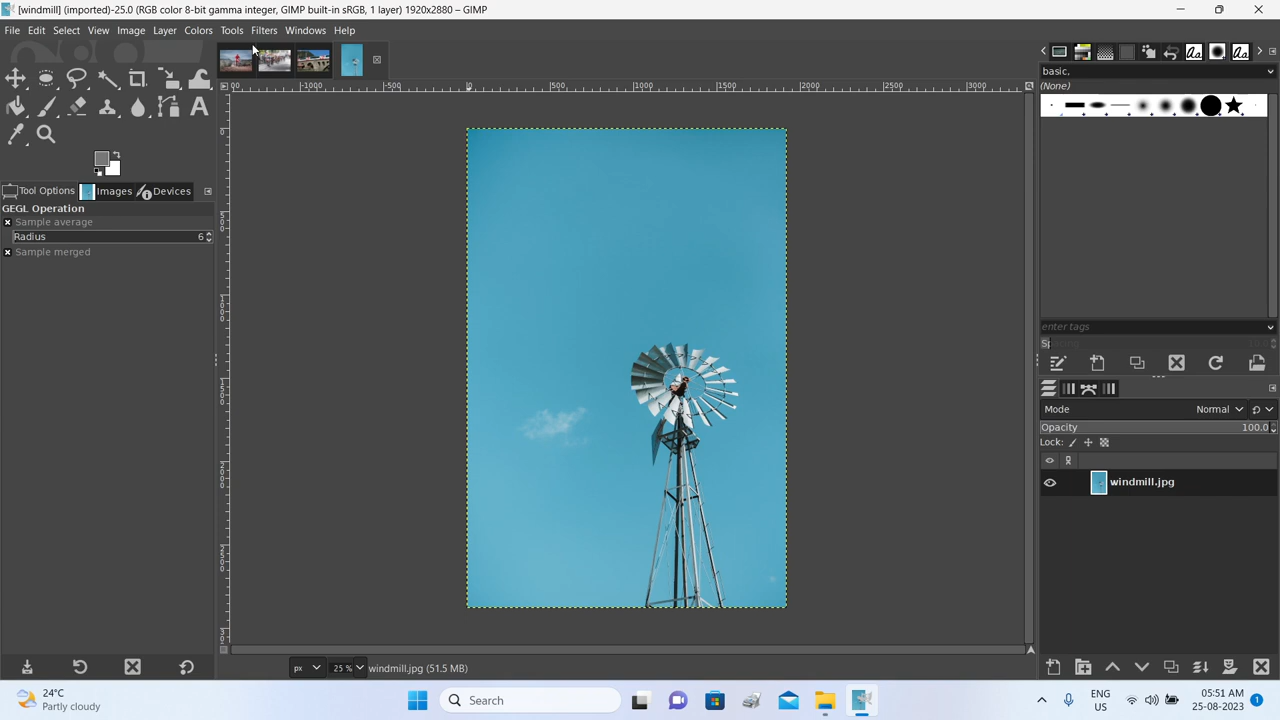 [windmill] (imported)-25.0 (RGB color 8-bit gamma integer, GIMP built-in sRGB, 1 layer) 1920x2880 – GIMP
File Edit Select View Image Layer Colors Tools Filters Windows Help
basic,
(None)
Tool Options Images Devices
GEGL Operation
Sample average
Radius 6
Sample merged
enter tags
Mode Normal
Opacity 100.0
Lock:
windmill.jpg
px 25 % windmill.jpg (51.5 MB)
24°C
Partly cloudy
Search
ENG
US
05:51 AM
25-08-2023
1